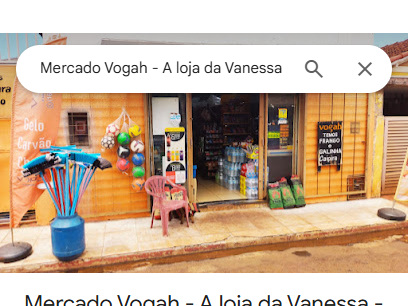 Mercado Vogah - A loja da Vanessa
Gelo
Carvão
vogah
TEMOS
FRANGO
e
GALINHA
Caipira
Mercado Vogah - A loja da Vanessa -